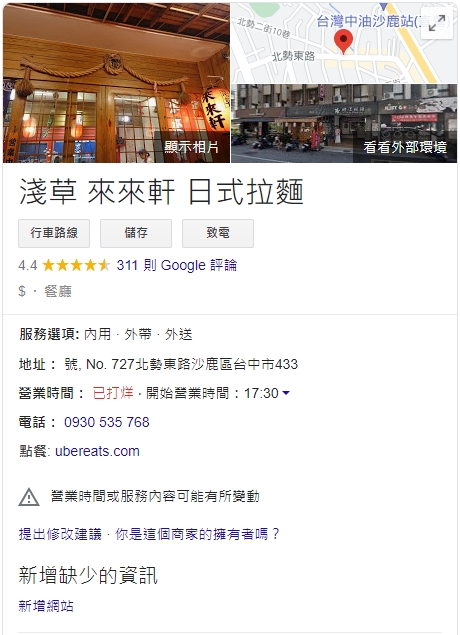 來來軒
顯示相片
台灣中油沙鹿站
北勢二街10巷
北勢東路
看看外部環境
淺草 來來軒 日式拉麵
行車路線
儲存
致電
4.4 311 則 Google 評論
$ · 餐廳
服務選項: 內用 · 外帶 · 外送
地址： 號, No. 727北勢東路沙鹿區台中市433
營業時間： 已打烊 · 開始營業時間：17:30
電話： 0930 535 768
點餐: ubereats.com
營業時間或服務內容可能有所變動
提出修改建議 · 你是這個商家的擁有者嗎？
新增缺少的資訊
新增網站